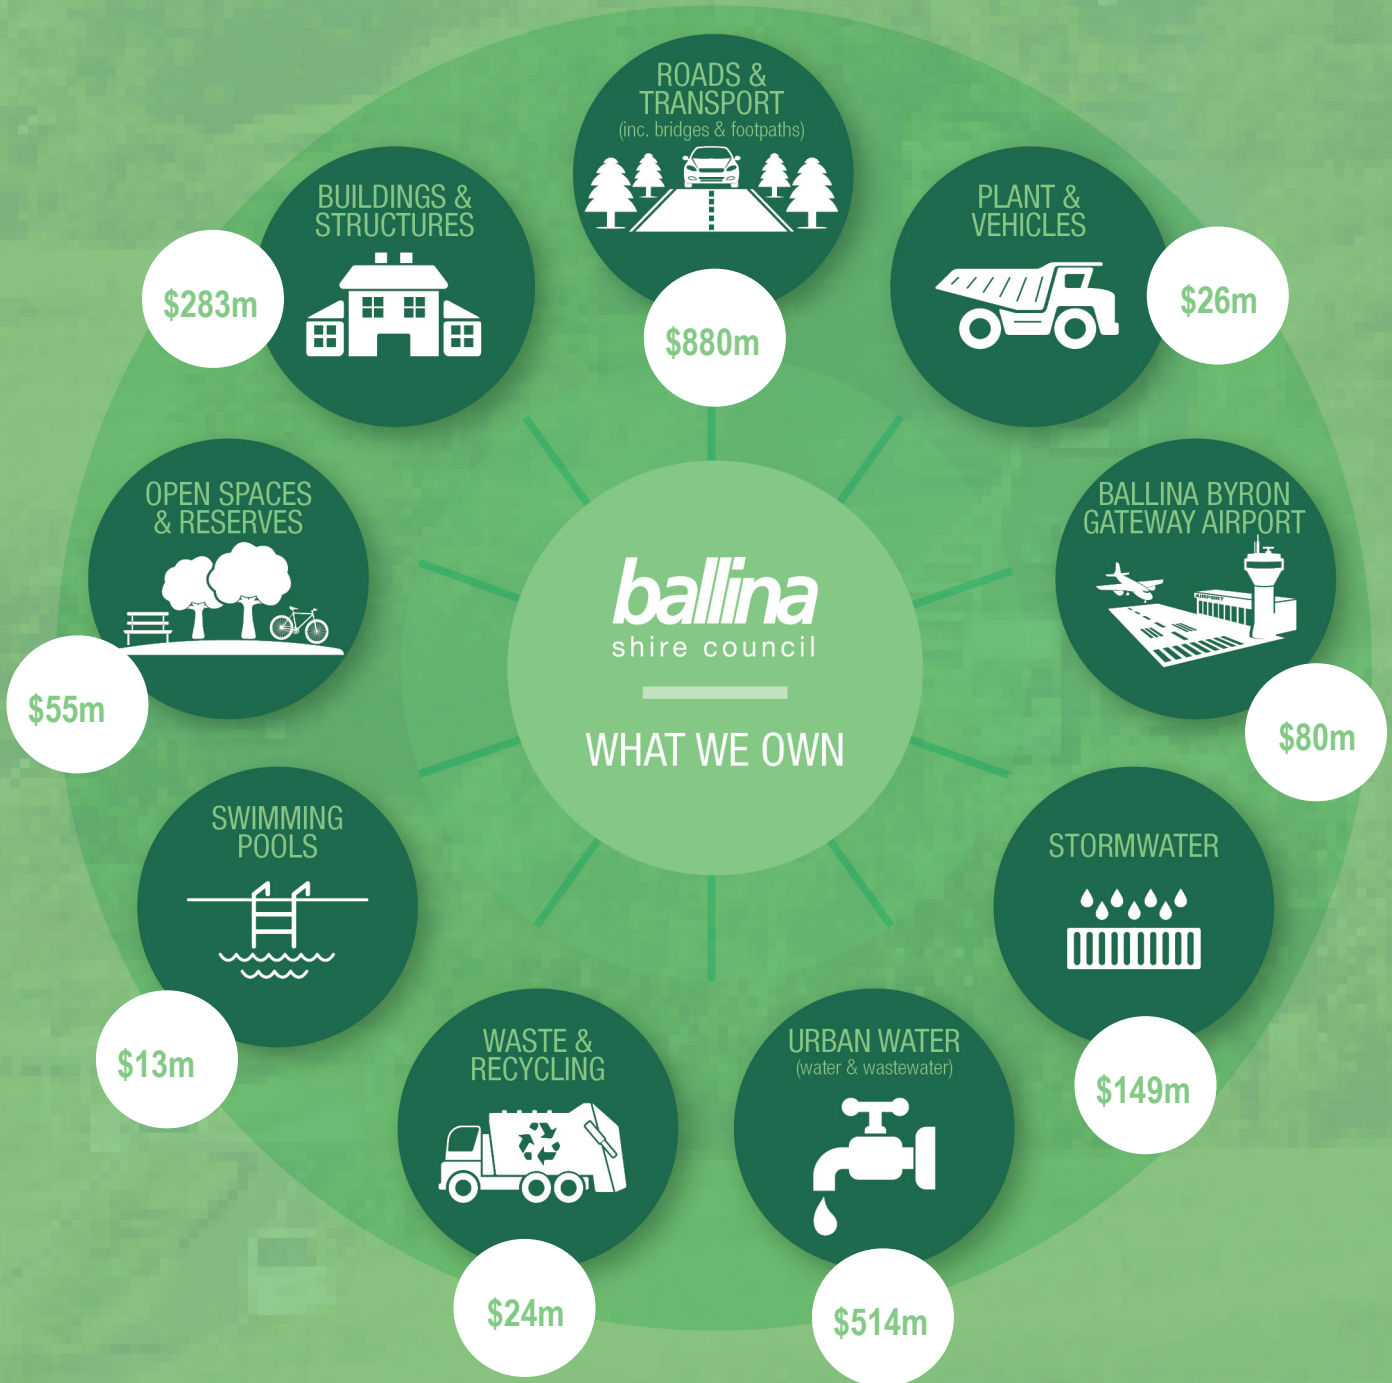 ROADS &
TRANSPORT
(inc. bridges & footpaths)
$880m
PLANT &
VEHICLES
$26m
BALLINA BYRON
GATEWAY AIRPORT
AIRPORT
$80m
STORMWATER
$149m
URBAN WATER
(water & wastewater)
$514m
WASTE &
RECYCLING
$24m
SWIMMING
POOLS
$13m
OPEN SPACES
& RESERVES
$55m
BUILDINGS &
STRUCTURES
$283m
ballina
shire council
WHAT WE OWN